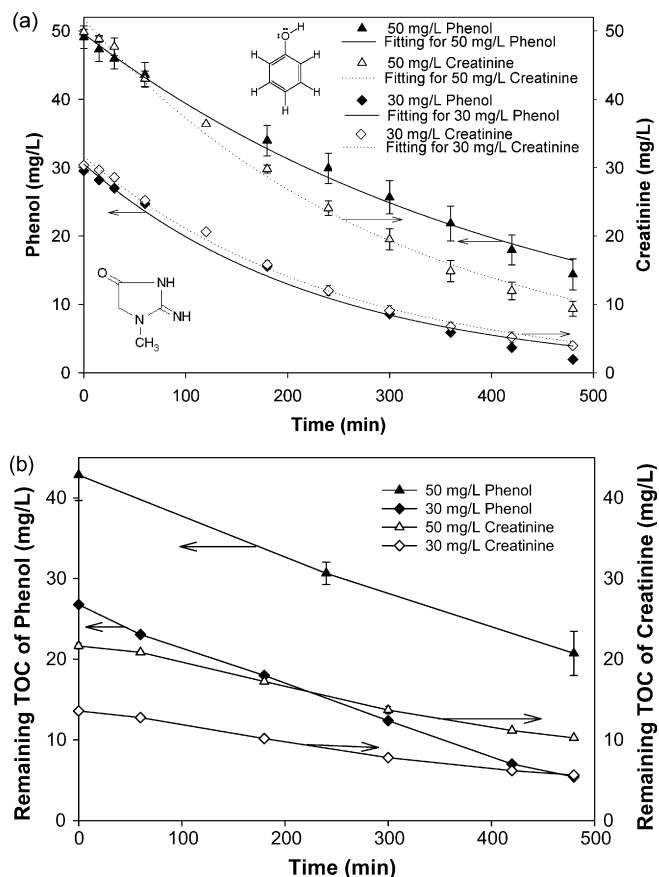 (a)
50 mg/L Phenol
Fitting for 50 mg/L Phenol
50 mg/L Creatinine
Fitting for 50 mg/L Creatinine
30 mg/L Phenol
Fitting for 30 mg/L Phenol
30 mg/L Creatinine
Fitting for 30 mg/L Creatinine
:O H
H H
H H
H
O NH
N NH
CH3
Phenol (mg/L)
50
40
30
20
10
0
Creatinine (mg/L)
50
40
30
20
10
0
0 100 200 300 400 500
Time (min)
(b)
50 mg/L Phenol
30 mg/L Phenol
50 mg/L Creatinine
30 mg/L Creatinine
Remaining TOC of Phenol (mg/L)
40
30
20
10
0
Remaining TOC of Creatinine (mg/L)
40
30
20
10
0
0 100 200 300 400 500
Time (min)